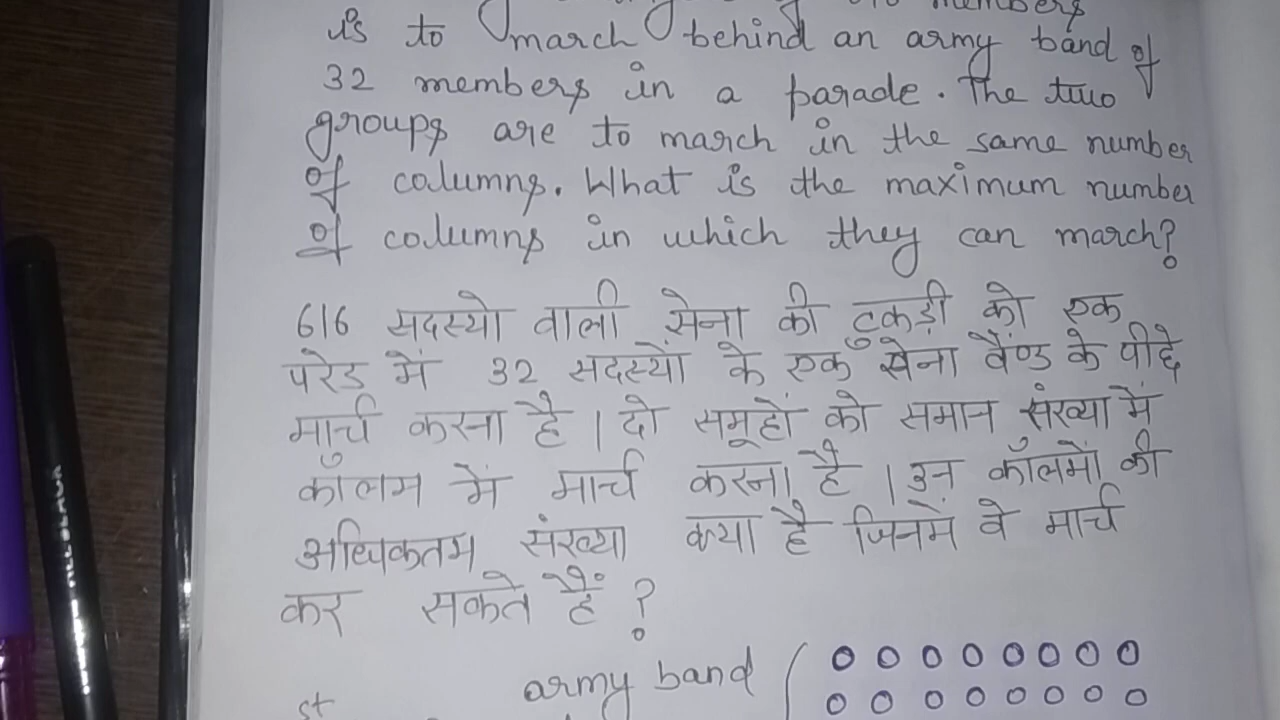 members
is to march behind an army band of
32 members in a parade. The two
groups are to march in the same number
of columns. What is the maximum number
of columns in which they can march?
616 सदस्यो वाली सेना की टुकड़ी को एक
परेड में 32 सदस्यों के एक सेना बैण्ड के पीछे
मार्च करना है । दो समूहों को समान संख्या में
कॉलम में मार्च करना है । उन कॉलमों की
अधिकतम संख्या क्या है जिनमें वे मार्च
कर सकते हैं ?
army band
st